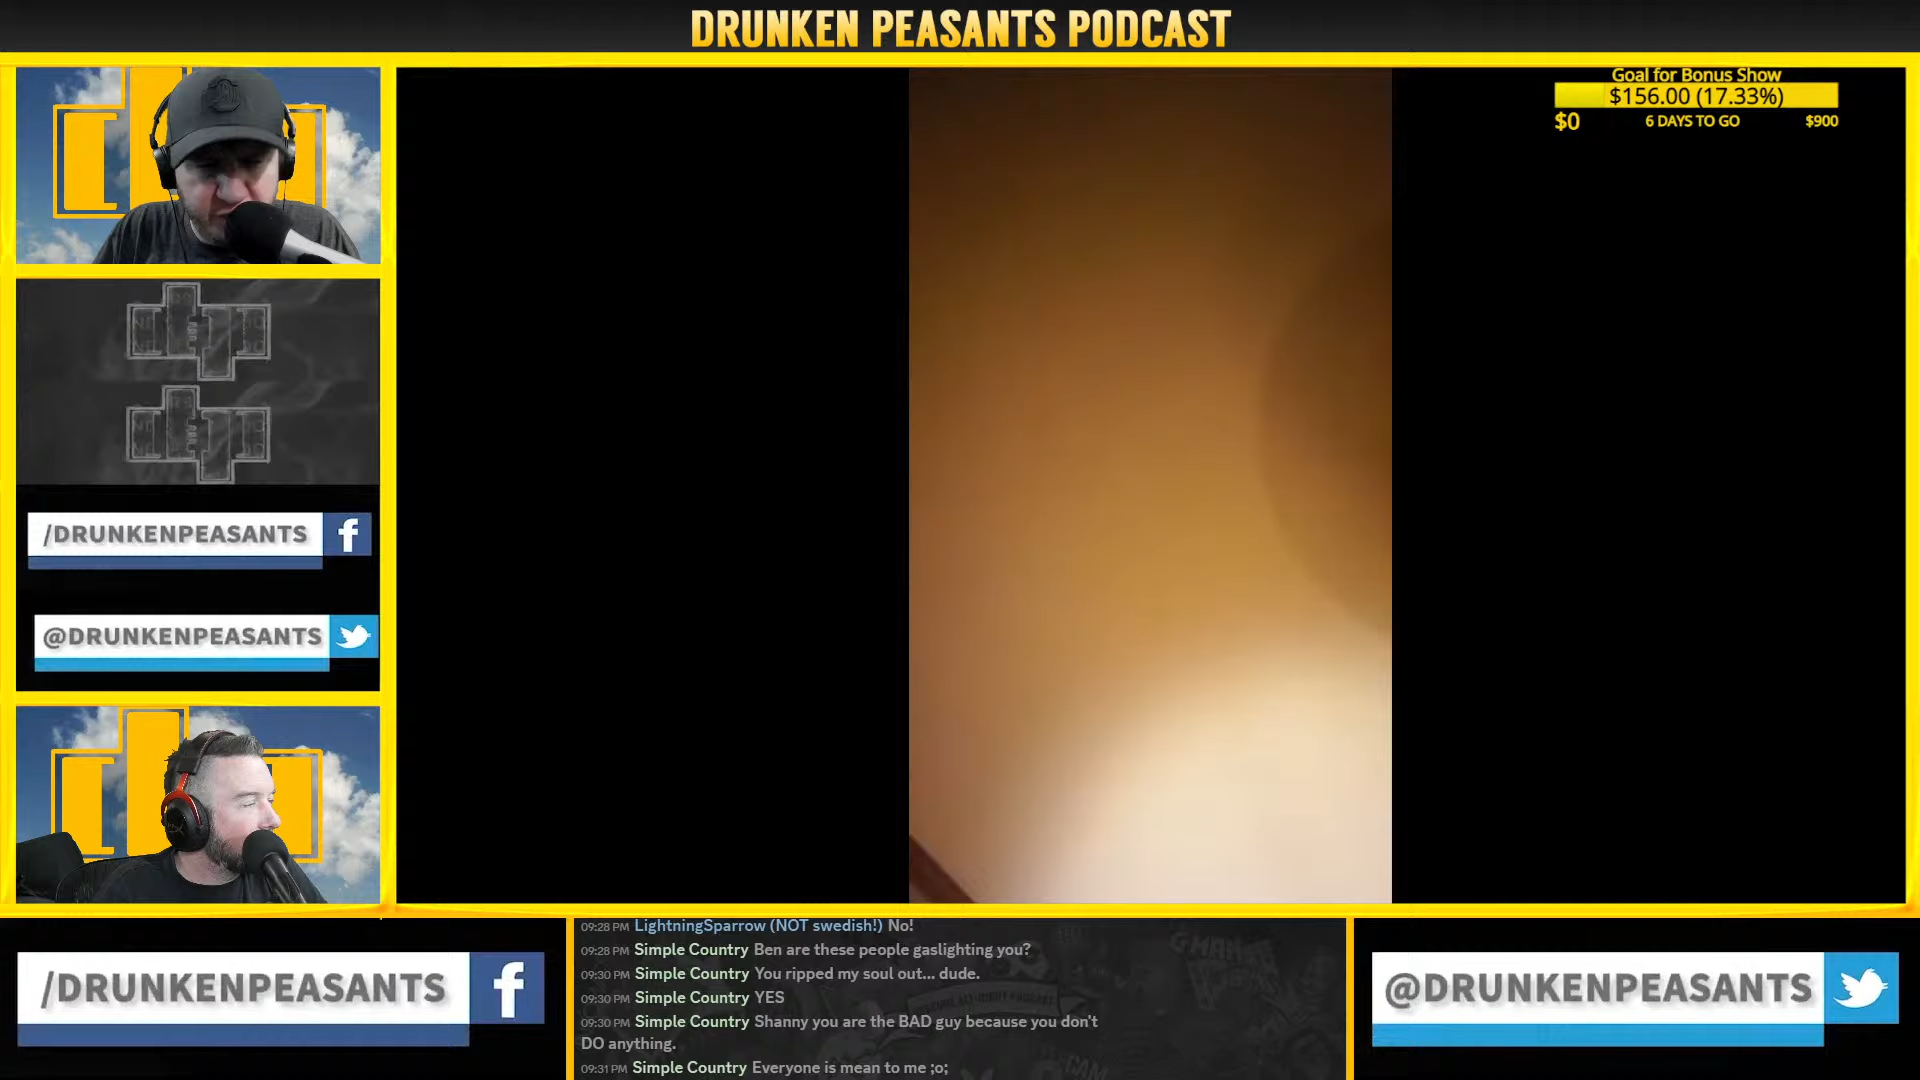 DRUNKEN PEASANTS PODCAST
Goal for Bonus Show
$156.00 (17.33%)
$0 6 DAYS TO GO $900
/DRUNKENPEASANTS f
@DRUNKENPEASANTS
/DRUNKENPEASANTS f
09:28 PM LightningSparrow (NOT swedish!) No!
09:28 PM Simple Country Ben are these people gaslighting you?
09:30 PM Simple Country You ripped my soul out... dude.
09:30 PM Simple Country YES
09:30 PM Simple Country Shanny you are the BAD guy because you don't
DO anything.
09:31 PM Simple Country Everyone is mean to me ;o;
@DRUNKENPEASANTS